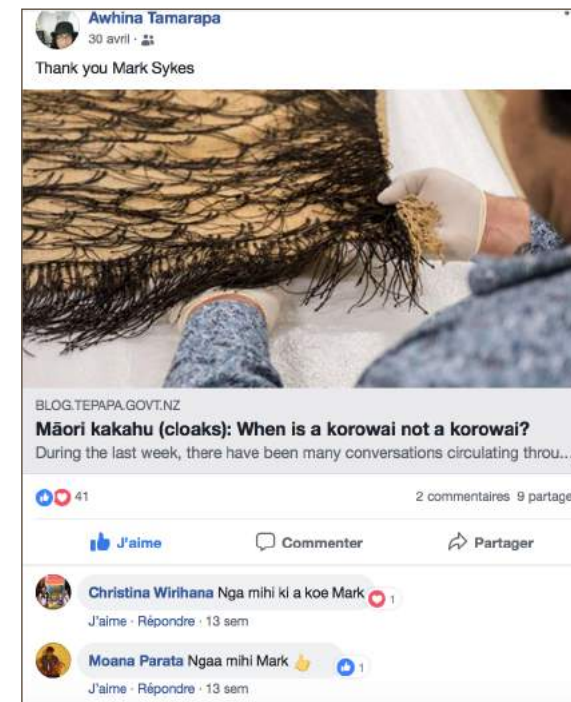 Awhina Tamarapa
30 avril ·
Thank you Mark Sykes
BLOG.TEPAPA.GOVT.NZ
Māori kakahu (cloaks): When is a korowai not a korowai?
During the last week, there have been many conversations circulating throu...
41 2 commentaires 9 partage
J'aime Commenter Partager
Christina Wirihana Nga mihi ki a koe Mark 1
J'aime · Répondre · 13 sem
Moana Parata Ngaa mihi Mark 👍 1
J'aime · Répondre · 13 sem